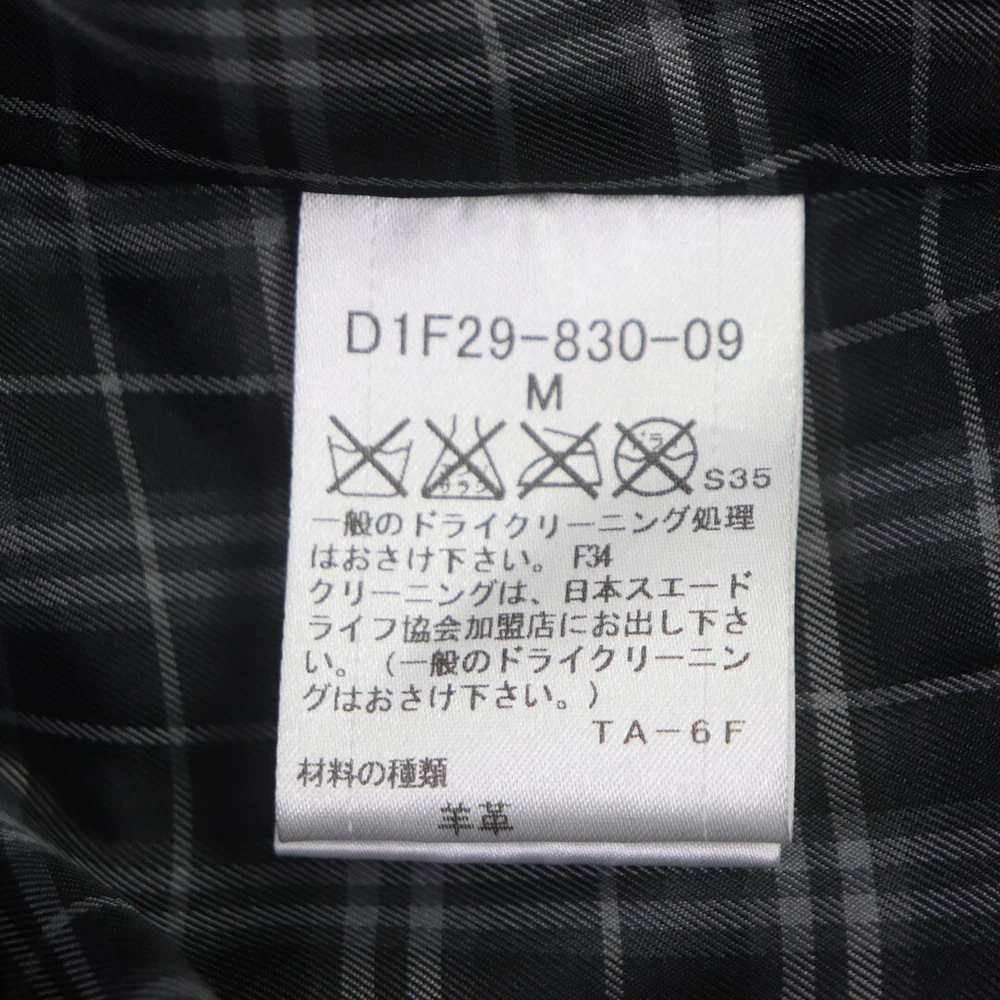 D1F29-830-09
M
ドライ S35
一般のドライクリーニング処理
はおさけ下さい。 F34
クリーニングは、日本スエード
ライフ協会加盟店にお出し下さ
い。（一般のドライクリーニン
グはおさけ下さい。）
TA-6F
材料の種類
羊革